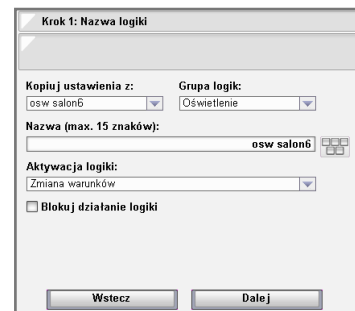 Krok 1: Nazwa logiki
Kopiuj ustawienia z: Grupa logik:
osw salon6 Oświetlenie
Nazwa (max. 15 znaków):
osw salon6
Aktywacja logiki:
Zmiana warunków
Blokuj działanie logiki
Wstecz Dalej